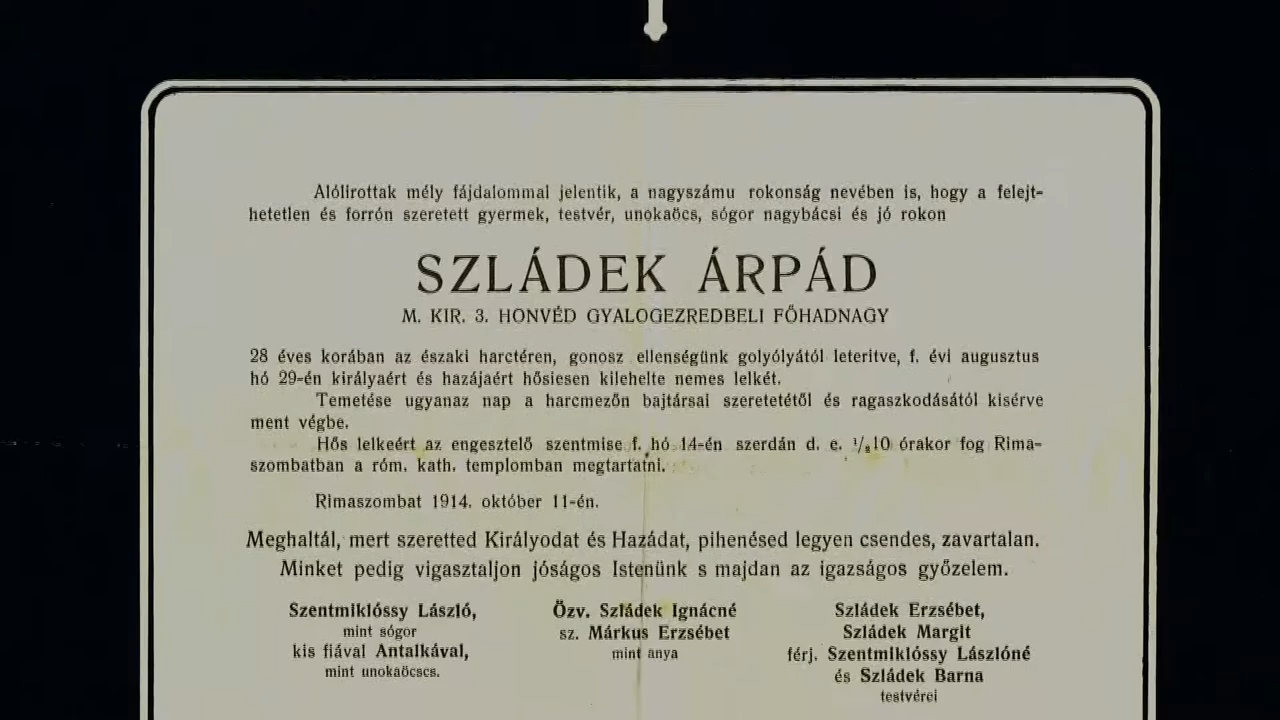 Alólirottak mély fájdalommal jelentik, a nagyszámu rokonság nevében is, hogy a felejt-
hetetlen és forrón szeretett gyermek, testvér, unokaöcs, sógor nagybácsi és jó rokon
SZLÁDEK ÁRPÁD
M. KIR. 3. HONVÉD GYALOGEZREDBELI FŐHADNAGY
28 éves korában az északi harctéren, gonosz ellenségünk golyólyától leteritve, f. évi augusztus
hó 29-én királyaért és hazájaért hősiesen kilehelte nemes lelkét.
Temetése ugyanaz nap a harcmezőn bajtársai szeretetétől és ragaszkodásától kisérve
ment végbe.
Hős lelkeért az engesztelő szentmise f. hó 14-én szerdán d. e. ½10 órakor fog Rima-
szombatban a róm. kath. templomban megtartatni.
Rimaszombat 1914. október 11-én.
Meghaltál, mert szeretted Királyodat és Hazádat, pihenésed legyen csendes, zavartalan.
Minket pedig vigasztaljon jóságos Istenünk s majdan az igazságos győzelem.
Szentmiklóssy László,
mint sógor
kis fiával Antalkával,
mint unokaöcscs.
Özv. Szládek Ignácné
sz. Márkus Erzsébet
mint anya
Szládek Erzsébet,
Szládek Margit
férj. Szentmiklóssy Lászlóné
és Szládek Barna
testvérei